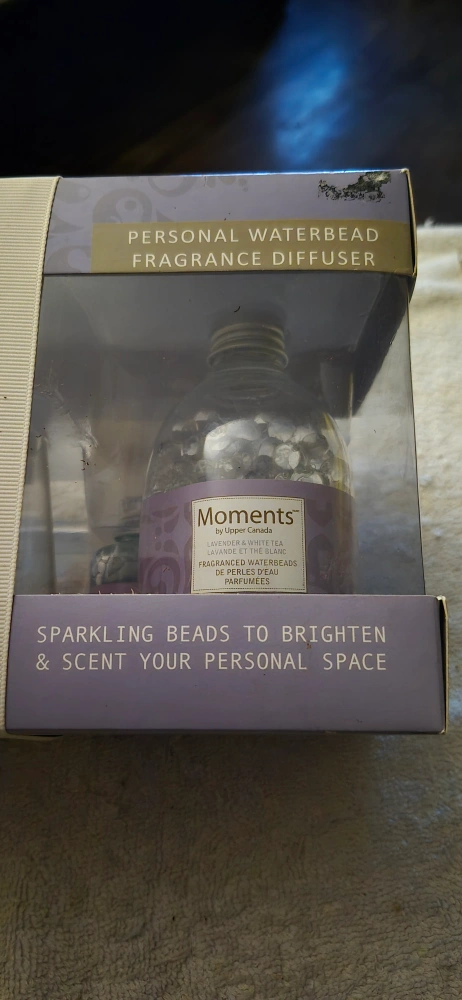 PERSONAL WATERBEAD
FRAGRANCE DIFFUSER
Moments™
by Upper Canada
LAVENDER & WHITE TEA
LAVANDE ET THÉ BLANC
FRAGRANCED WATERBEADS
DE PERLES D'EAU
PARFUMÉES
SPARKLING BEADS TO BRIGHTEN
& SCENT YOUR PERSONAL SPACE